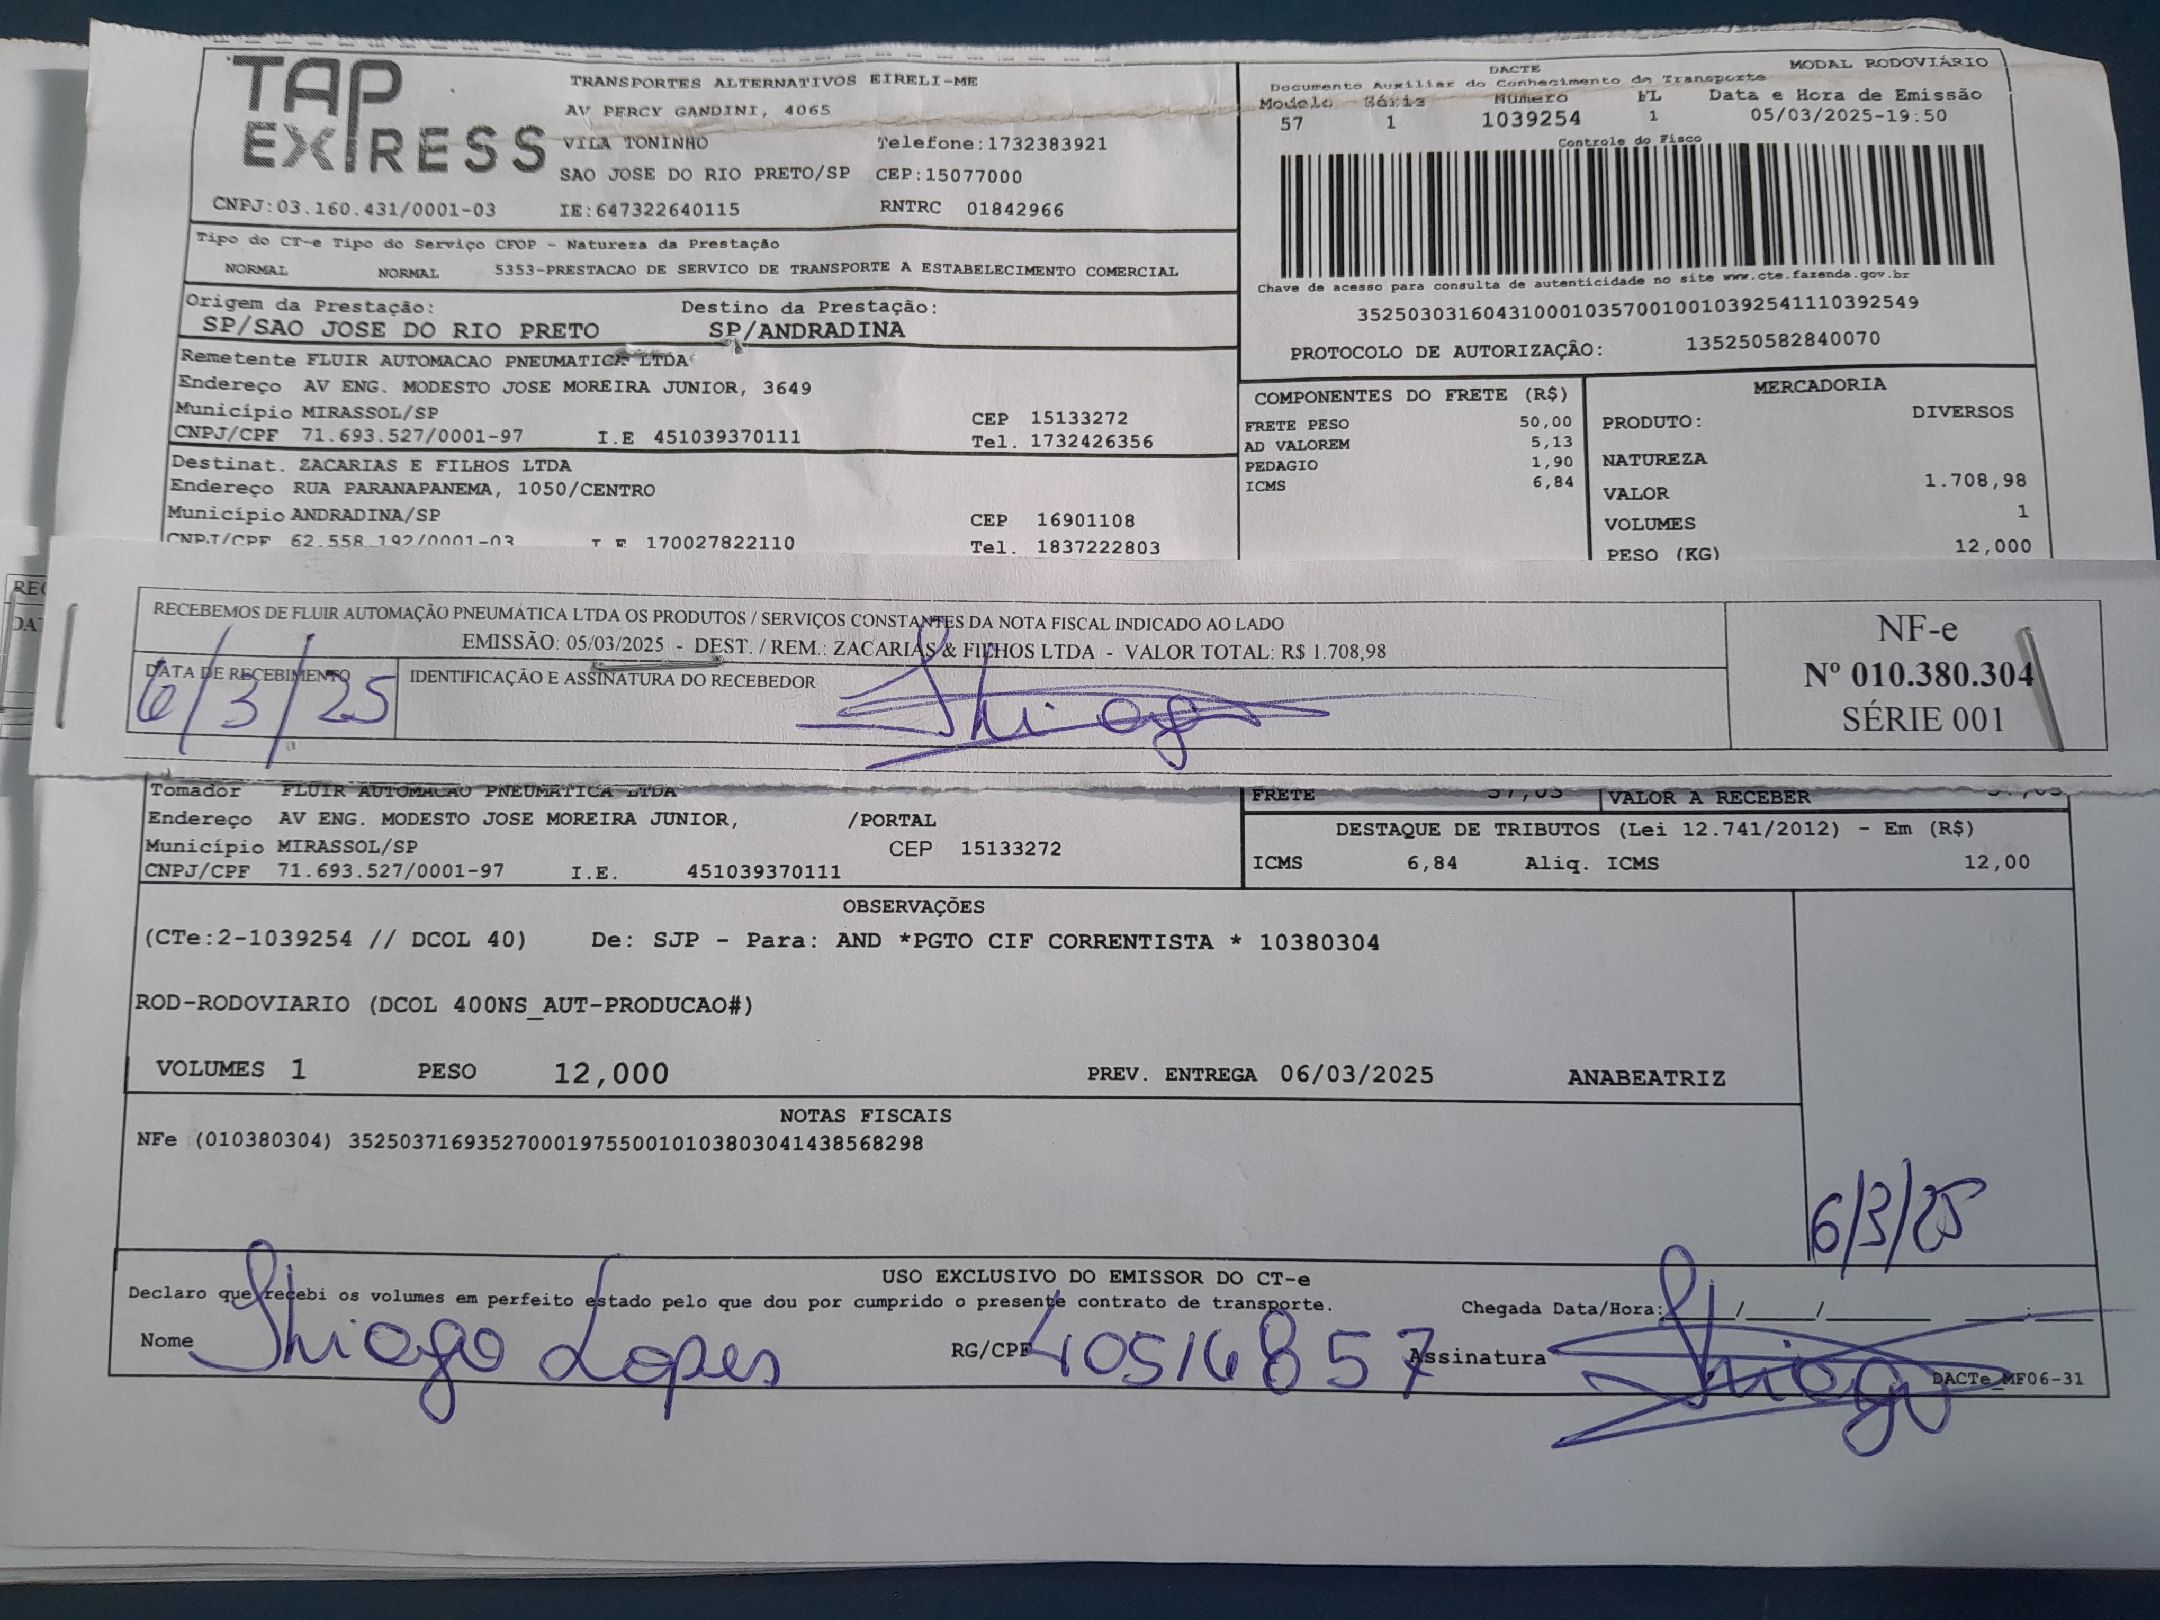 TAP EXPRESS
TRANSPORTES ALTERNATIVOS EIRELI-ME
AV PERCY GANDINI, 4065
VILA TONINHO Telefone:1732383921
SAO JOSE DO RIO PRETO/SP CEP:15077000
CNPJ:03.160.431/0001-03 IE:647322640115 RNTRC 01842966
DACTE MODAL RODOVIÁRIO
Documento Auxiliar do Conhecimento de Transporte
Modelo Série Número FL Data e Hora de Emissão
57 1 1039254 1 05/03/2025-19:50
Controle do Fisco
Chave de acesso para consulta de autenticidade no site www.cte.fazenda.gov.br
35250303160431000103570010010392541110392549
PROTOCOLO DE AUTORIZAÇÃO: 135250582840070
Tipo do CT-e Tipo do Serviço CFOP - Natureza da Prestação
NORMAL NORMAL 5353-PRESTACAO DE SERVICO DE TRANSPORTE A ESTABELECIMENTO COMERCIAL
Origem da Prestação: Destino da Prestação:
SP/SAO JOSE DO RIO PRETO SP/ANDRADINA
Remetente FLUIR AUTOMACAO PNEUMATICA LTDA
Endereço AV ENG. MODESTO JOSE MOREIRA JUNIOR, 3649
Município MIRASSOL/SP CEP 15133272
CNPJ/CPF 71.693.527/0001-97 I.E 451039370111 Tel. 1732426356
Destinat. ZACARIAS E FILHOS LTDA
Endereço RUA PARANAPANEMA, 1050/CENTRO
Município ANDRADINA/SP CEP 16901108
CNPJ/CPF 62.558.192/0001-03 I.E 170027822110 Tel. 1837222803
COMPONENTES DO FRETE (R$)
FRETE PESO 50,00
AD VALOREM 5,13
PEDAGIO 1,90
ICMS 6,84
MERCADORIA
PRODUTO: DIVERSOS
NATUREZA
VALOR 1.708,98
VOLUMES 1
PESO (KG) 12,000
RECEBEMOS DE FLUIR AUTOMAÇÃO PNEUMÁTICA LTDA OS PRODUTOS / SERVIÇOS CONSTANTES DA NOTA FISCAL INDICADO AO LADO
EMISSÃO: 05/03/2025 - DEST. / REM.: ZACARIAS & FILHOS LTDA - VALOR TOTAL: R$ 1.708,98
DATA DE RECEBIMENTO IDENTIFICAÇÃO E ASSINATURA DO RECEBEDOR
6/3/25 Thiago
NF-e
Nº 010.380.304
SÉRIE 001
Tomador FLUIR AUTOMACAO PNEUMATICA LTDA
Endereço AV ENG. MODESTO JOSE MOREIRA JUNIOR, /PORTAL
Município MIRASSOL/SP CEP 15133272
CNPJ/CPF 71.693.527/0001-97 I.E. 451039370111
FRETE 57,03 VALOR A RECEBER
DESTAQUE DE TRIBUTOS (Lei 12.741/2012) - Em (R$)
ICMS 6,84 Aliq. ICMS 12,00
OBSERVAÇÕES
(CTe:2-1039254 // DCOL 40) De: SJP - Para: AND *PGTO CIF CORRENTISTA * 10380304
ROD-RODOVIARIO (DCOL 400NS_AUT-PRODUCAO#)
VOLUMES 1 PESO 12,000 PREV. ENTREGA 06/03/2025 ANABEATRIZ
NOTAS FISCAIS
NFe (010380304) 35250371693527000197550010103803041438568298
6/3/25
USO EXCLUSIVO DO EMISSOR DO CT-e
Declaro que recebi os volumes em perfeito estado pelo que dou por cumprido o presente contrato de transporte. Chegada Data/Hora: / / :
Nome Thiago Lopes RG/CPF 40516857 Assinatura Thiago
DACTe_MF06-31